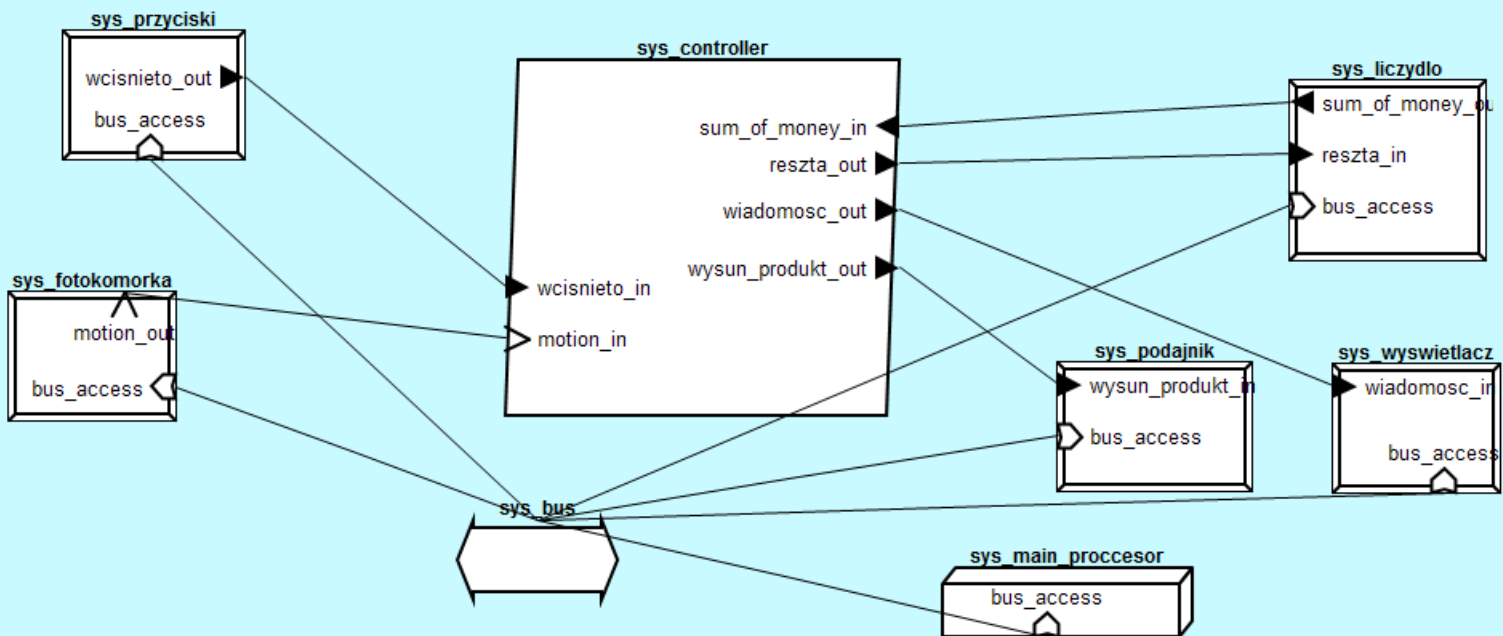 sys_przyciski
wcisnieto_out
bus_access
sys_controller
sum_of_money_in
reszta_out
wiadomosc_out
wysun_produkt_out
wcisnieto_in
motion_in
sys_liczydlo
sum_of_money_ou
reszta_in
bus_access
sys_fotokomorka
motion_out
bus_access
sys_podajnik
wysun_produkt_in
bus_access
sys_wyswietlacz
wiadomosc_in
bus_access
sys_bus
sys_main_proccesor
bus_access